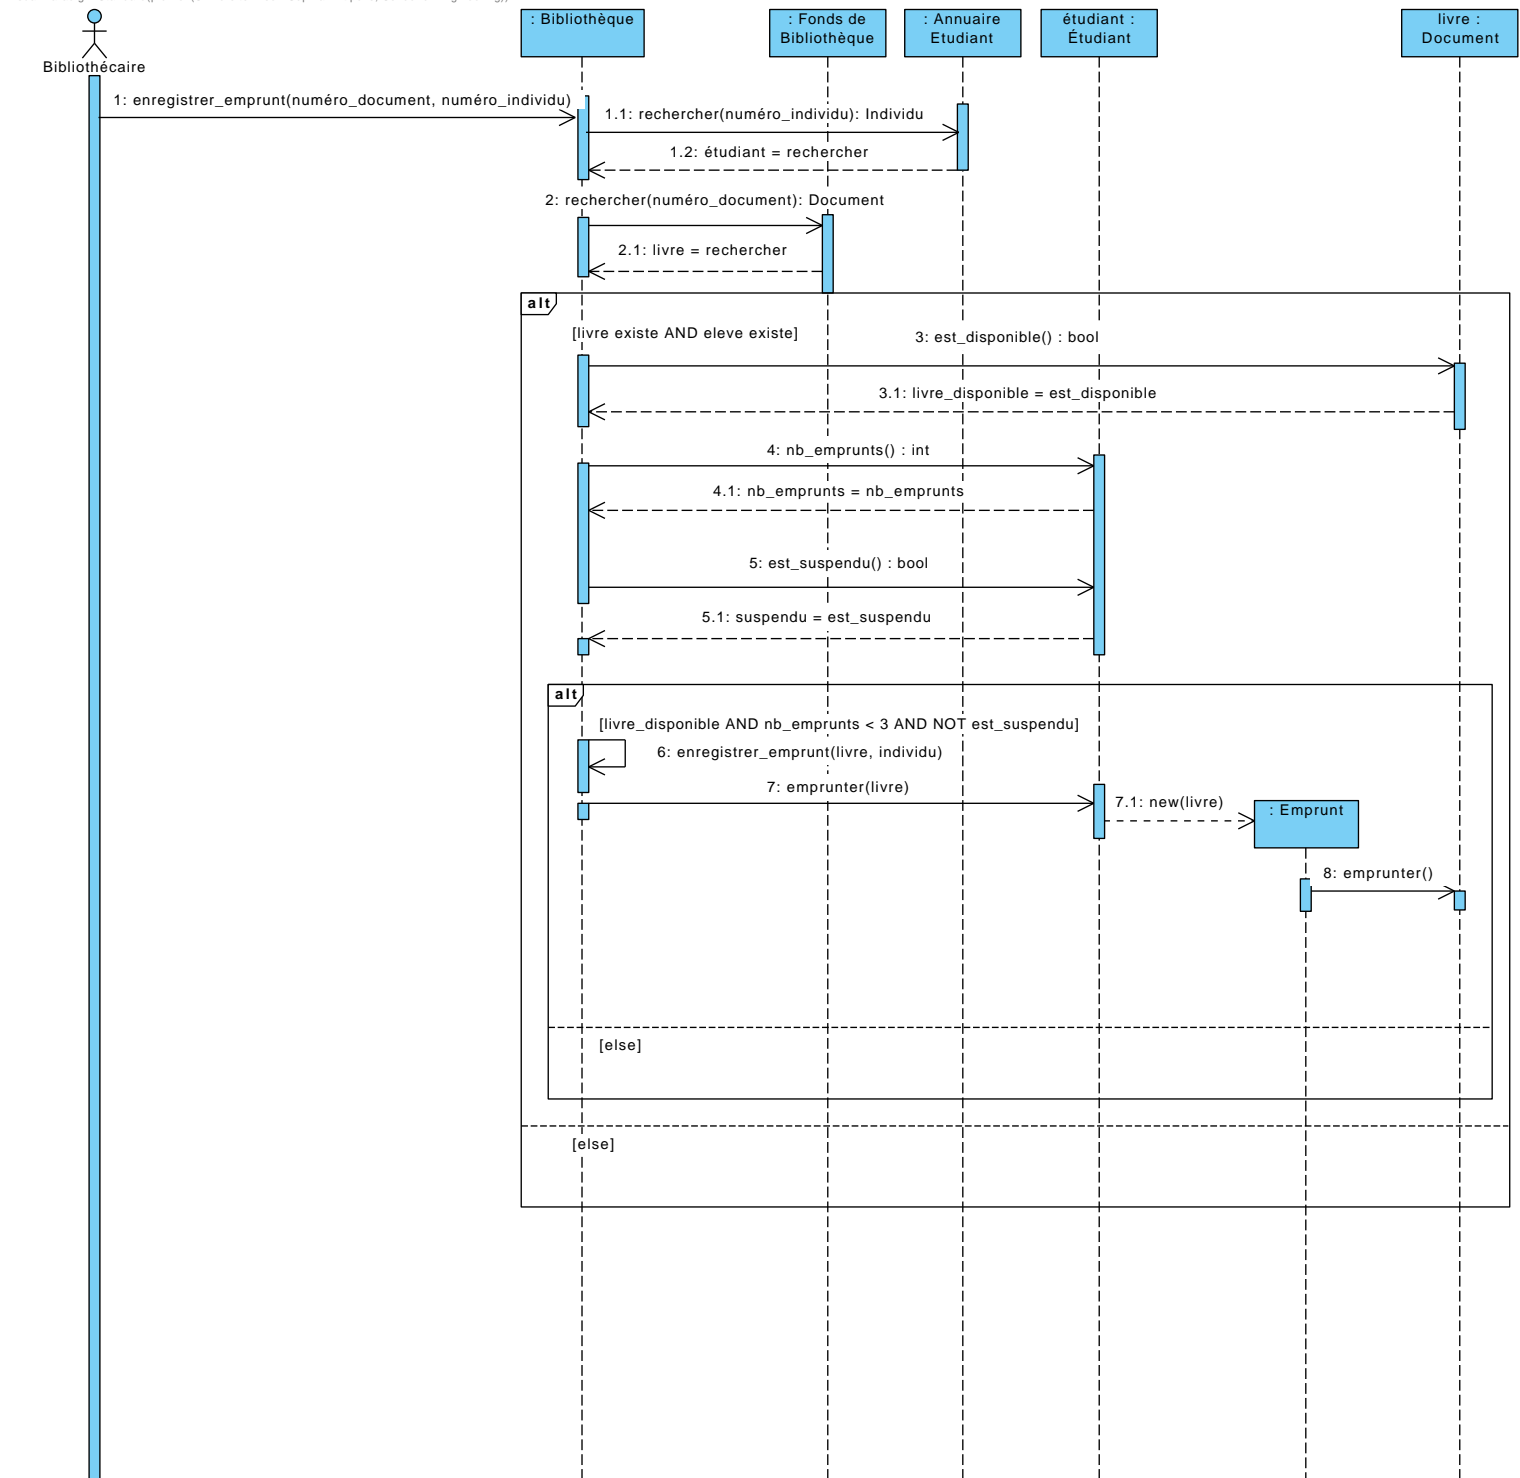 : Bibliothèque
: Fonds de
Bibliothèque
: Annuaire
Etudiant
étudiant :
Étudiant
livre :
Document
Bibliothécaire
1: enregistrer_emprunt(numéro_document, numéro_individu)
1.1: rechercher(numéro_individu): Individu
1.2: étudiant = rechercher
2: rechercher(numéro_document): Document
2.1: livre = rechercher
alt
[livre existe AND eleve existe]
3: est_disponible() : bool
3.1: livre_disponible = est_disponible
4: nb_emprunts() : int
4.1: nb_emprunts = nb_emprunts
5: est_suspendu() : bool
5.1: suspendu = est_suspendu
alt
[livre_disponible AND nb_emprunts < 3 AND NOT est_suspendu]
6: enregistrer_emprunt(livre, individu)
7: emprunter(livre)
7.1: new(livre)
: Emprunt
8: emprunter()
[else]
[else]